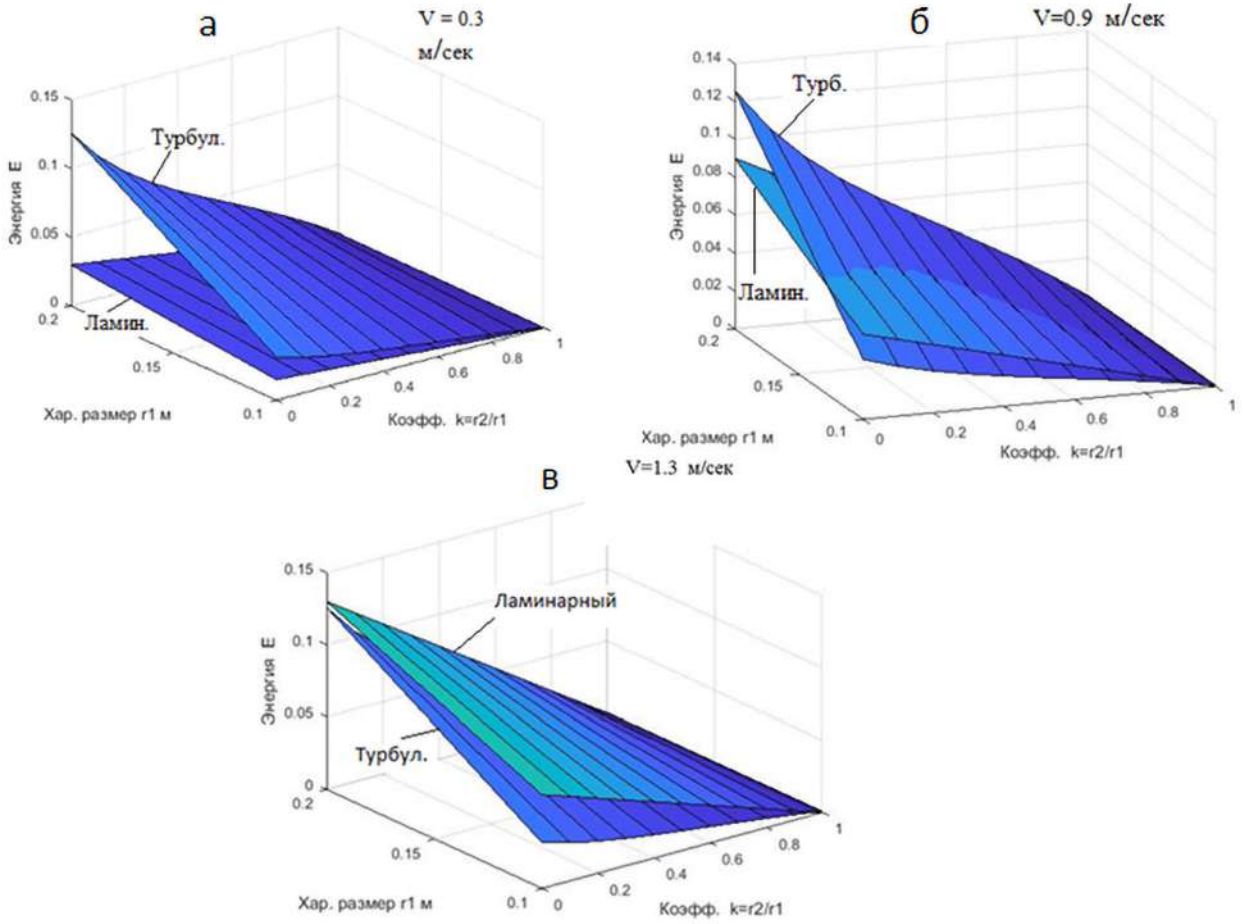 а
V = 0.3
м/сек
0.15
0.1
0.05
0
Энергия E
Турбул.
Ламин.
0.2
0.15
0.1
Хар. размер r1 м
0
0.2
0.4
0.6
0.8
1
Коэфф. k=r2/r1
б
V=0.9 м/сек
0.14
0.12
0.1
0.08
0.06
0.04
0.02
0
Энергия E
Турб.
Ламин.
0.2
0.15
0.1
Хар. размер r1 м
0
0.2
0.4
0.6
0.8
1
Коэфф. k=r2/r1
в
V=1.3 м/сек
0.15
0.1
0.05
0
Энергия E
Ламинарный
Турбул.
0.2
0.15
0.1
Хар. размер r1 м
0
0.2
0.4
0.6
0.8
1
Коэфф. k=r2/r1